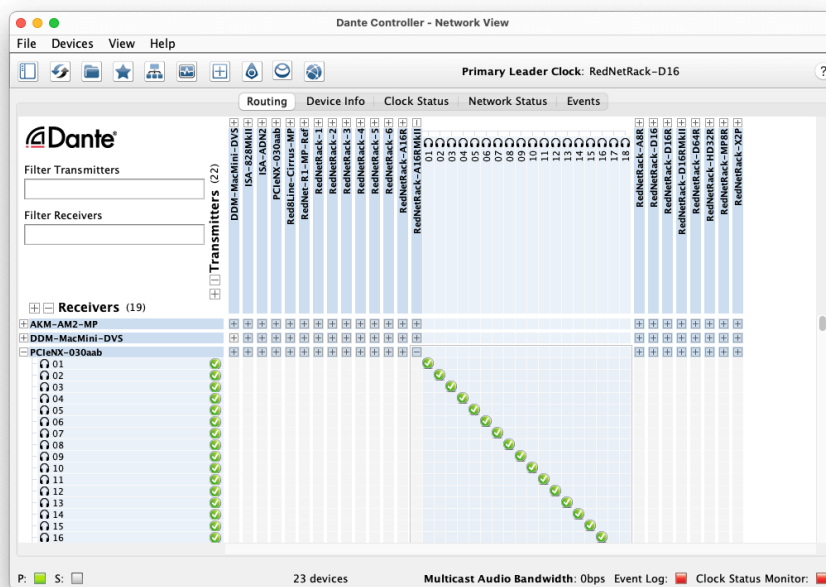 Dante Controller - Network View
File Devices View Help
Primary Leader Clock: RedNetRack-D16
?
Routing Device Info Clock Status Network Status Events
Dante
Filter Transmitters
Filter Receivers
Transmitters (22)
DDM-MacMini-DVS
ISA-828MkII
ISA-ADN2
PCIeNX-030aab
Red8Line-Cirrus-MP
RedNet-R1-MP-Ref
RedNetRack-1
RedNetRack-2
RedNetRack-3
RedNetRack-4
RedNetRack-5
RedNetRack-6
RedNetRack-A16R
RedNetRack-A16RMkII
01
02
03
04
05
06
07
08
09
10
11
12
13
14
15
16
17
18
RedNetRack-A8R
RedNetRack-D16
RedNetRack-D16R
RedNetRack-D16RMkII
RedNetRack-D64R
RedNetRack-HD32R
RedNetRack-MP8R
RedNetRack-X2P
Receivers (19)
AKM-AM2-MP
DDM-MacMini-DVS
PCIeNX-030aab
01
02
03
04
05
06
07
08
09
10
11
12
13
14
15
16
P: S: 23 devices Multicast Audio Bandwidth: 0bps Event Log: Clock Status Monitor: